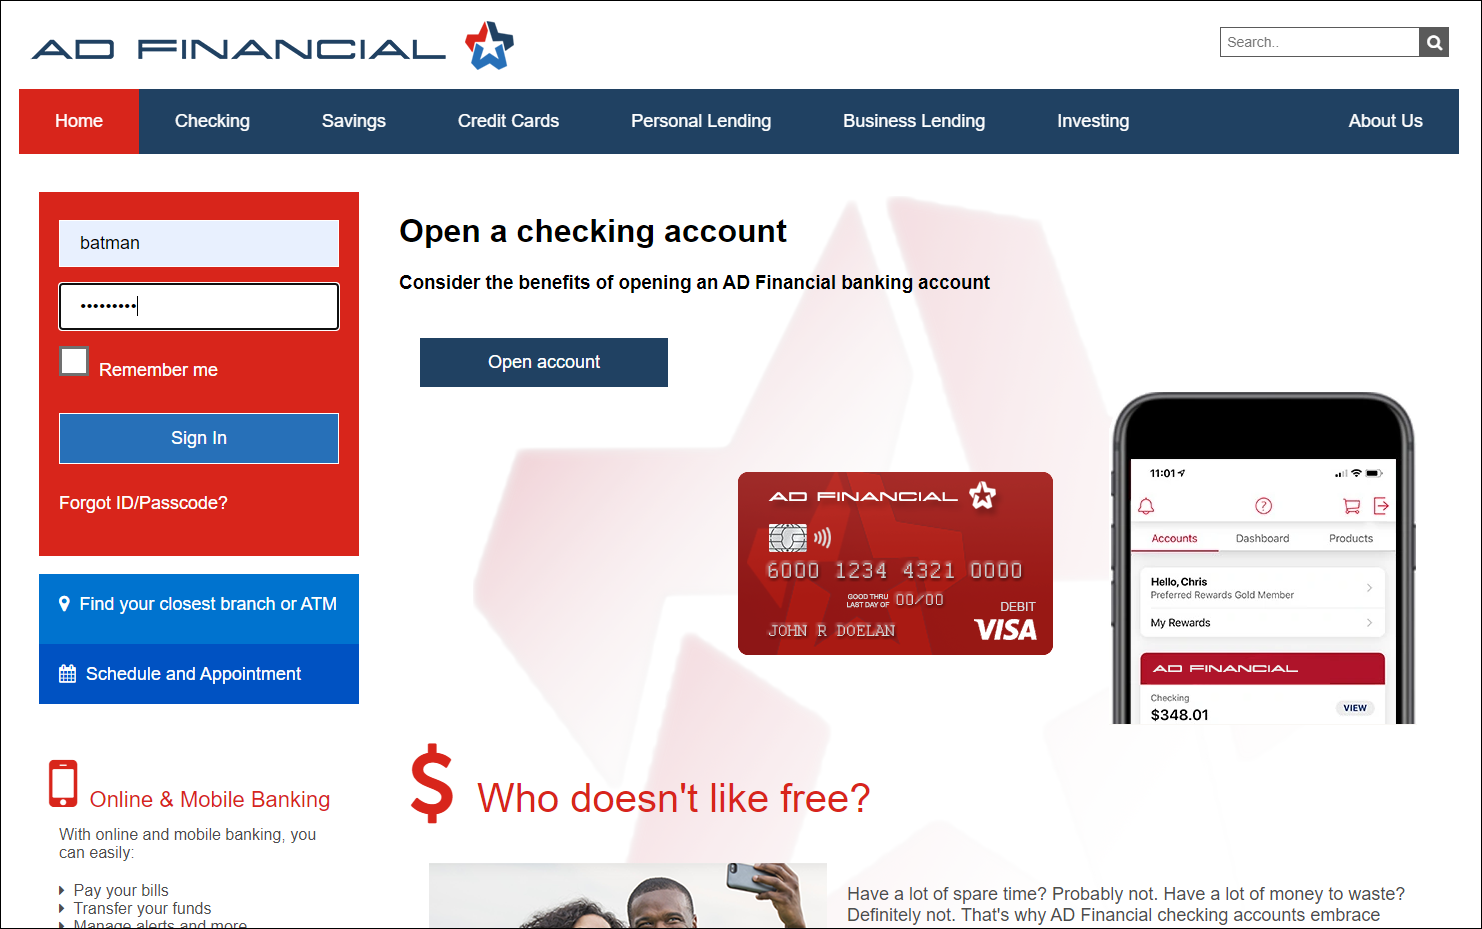 AD FINANCIAL
Search..
Home
Checking
Savings
Credit Cards
Personal Lending
Business Lending
Investing
About Us
batman
•••••••••
Remember me
Sign In
Forgot ID/Passcode?
Find your closest branch or ATM
Schedule and Appointment
Online & Mobile Banking
With online and mobile banking, you
can easily:
Pay your bills
Transfer your funds
Manage alerts and more
Open a checking account
Consider the benefits of opening an AD Financial banking account
Open account
AD FINANCIAL
6000 1234 4321 0000
GOOD THRU
LAST DAY OF 00/00
DEBIT
JOHN R DOELAN
VISA
11:01
Accounts
Dashboard
Products
Hello, Chris
Preferred Rewards Gold Member
My Rewards
AD FINANCIAL
Checking
$348.01
VIEW
$ Who doesn't like free?
Have a lot of spare time? Probably not. Have a lot of money to waste?
Definitely not. That's why AD Financial checking accounts embrace